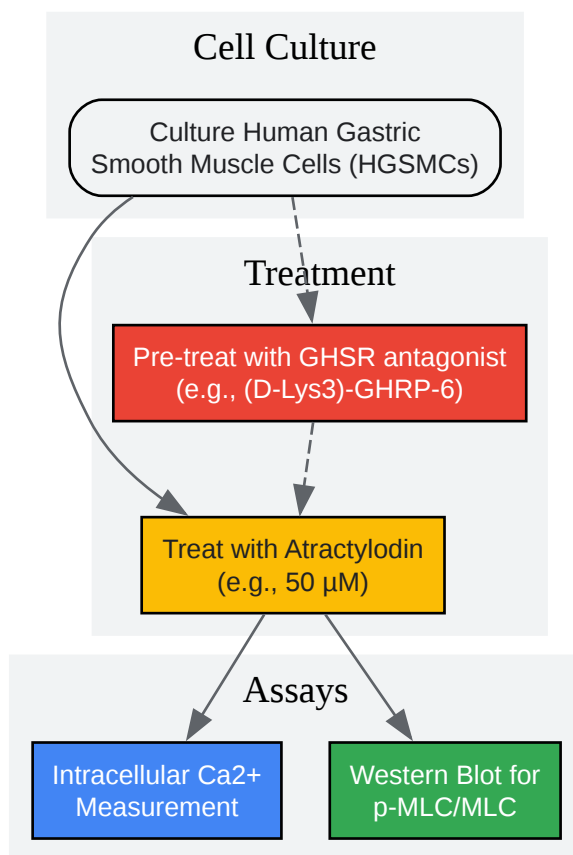 Cell Culture
Culture Human Gastric
Smooth Muscle Cells (HGSMCs)
Treatment
Pre-treat with GHSR antagonist
(e.g., (D-Lys3)-GHRP-6)
Treat with Atractylodin
(e.g., 50 µM)
Assays
Intracellular Ca2+
Measurement
Western Blot for
p-MLC/MLC